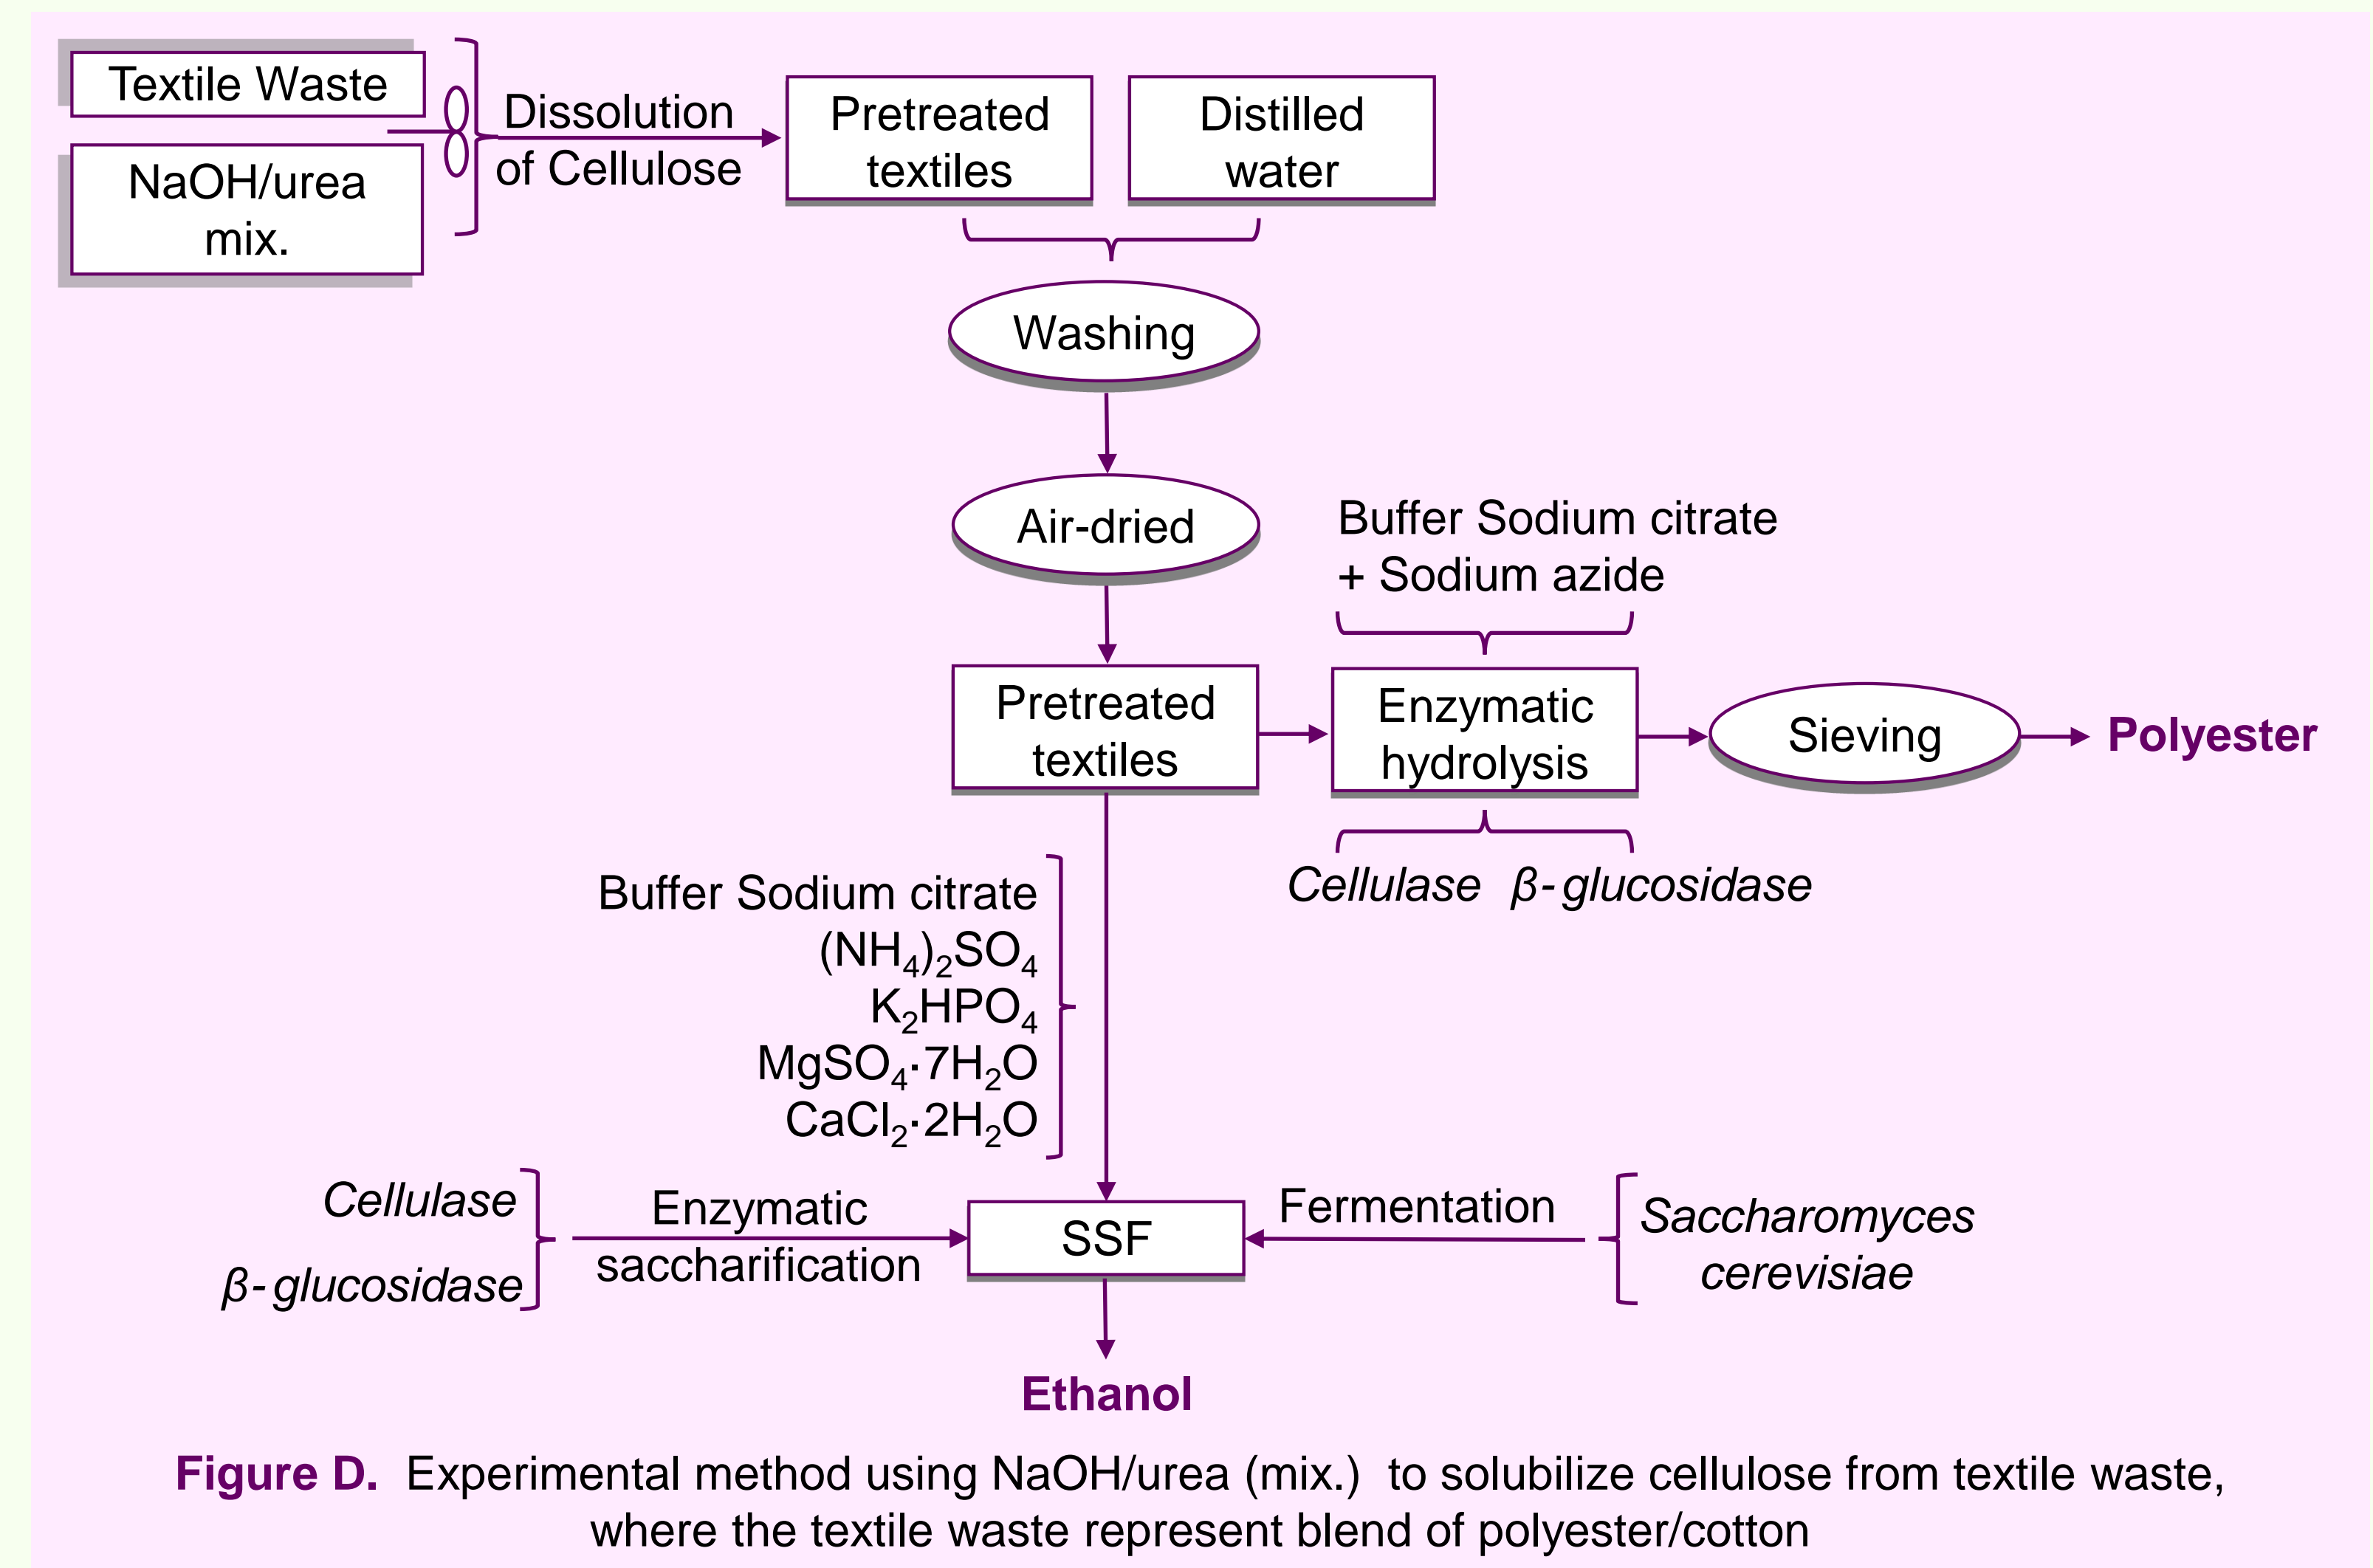 Textile Waste
NaOH/urea
mix.
Dissolution
of Cellulose
Pretreated
textiles
Distilled
water
Washing
Air-dried
Buffer Sodium citrate
+ Sodium azide
Pretreated
textiles
Enzymatic
hydrolysis
Sieving
Polyester
Cellulase β-glucosidase
Buffer Sodium citrate
(NH₄)₂SO₄
K₂HPO₄
MgSO₄·7H₂O
CaCl₂·2H₂O
Cellulase
β-glucosidase
Enzymatic
saccharification
SSF
Fermentation
Saccharomyces
cerevisiae
Ethanol
Figure D. Experimental method using NaOH/urea (mix.) to solubilize cellulose from textile waste,
where the textile waste represent blend of polyester/cotton